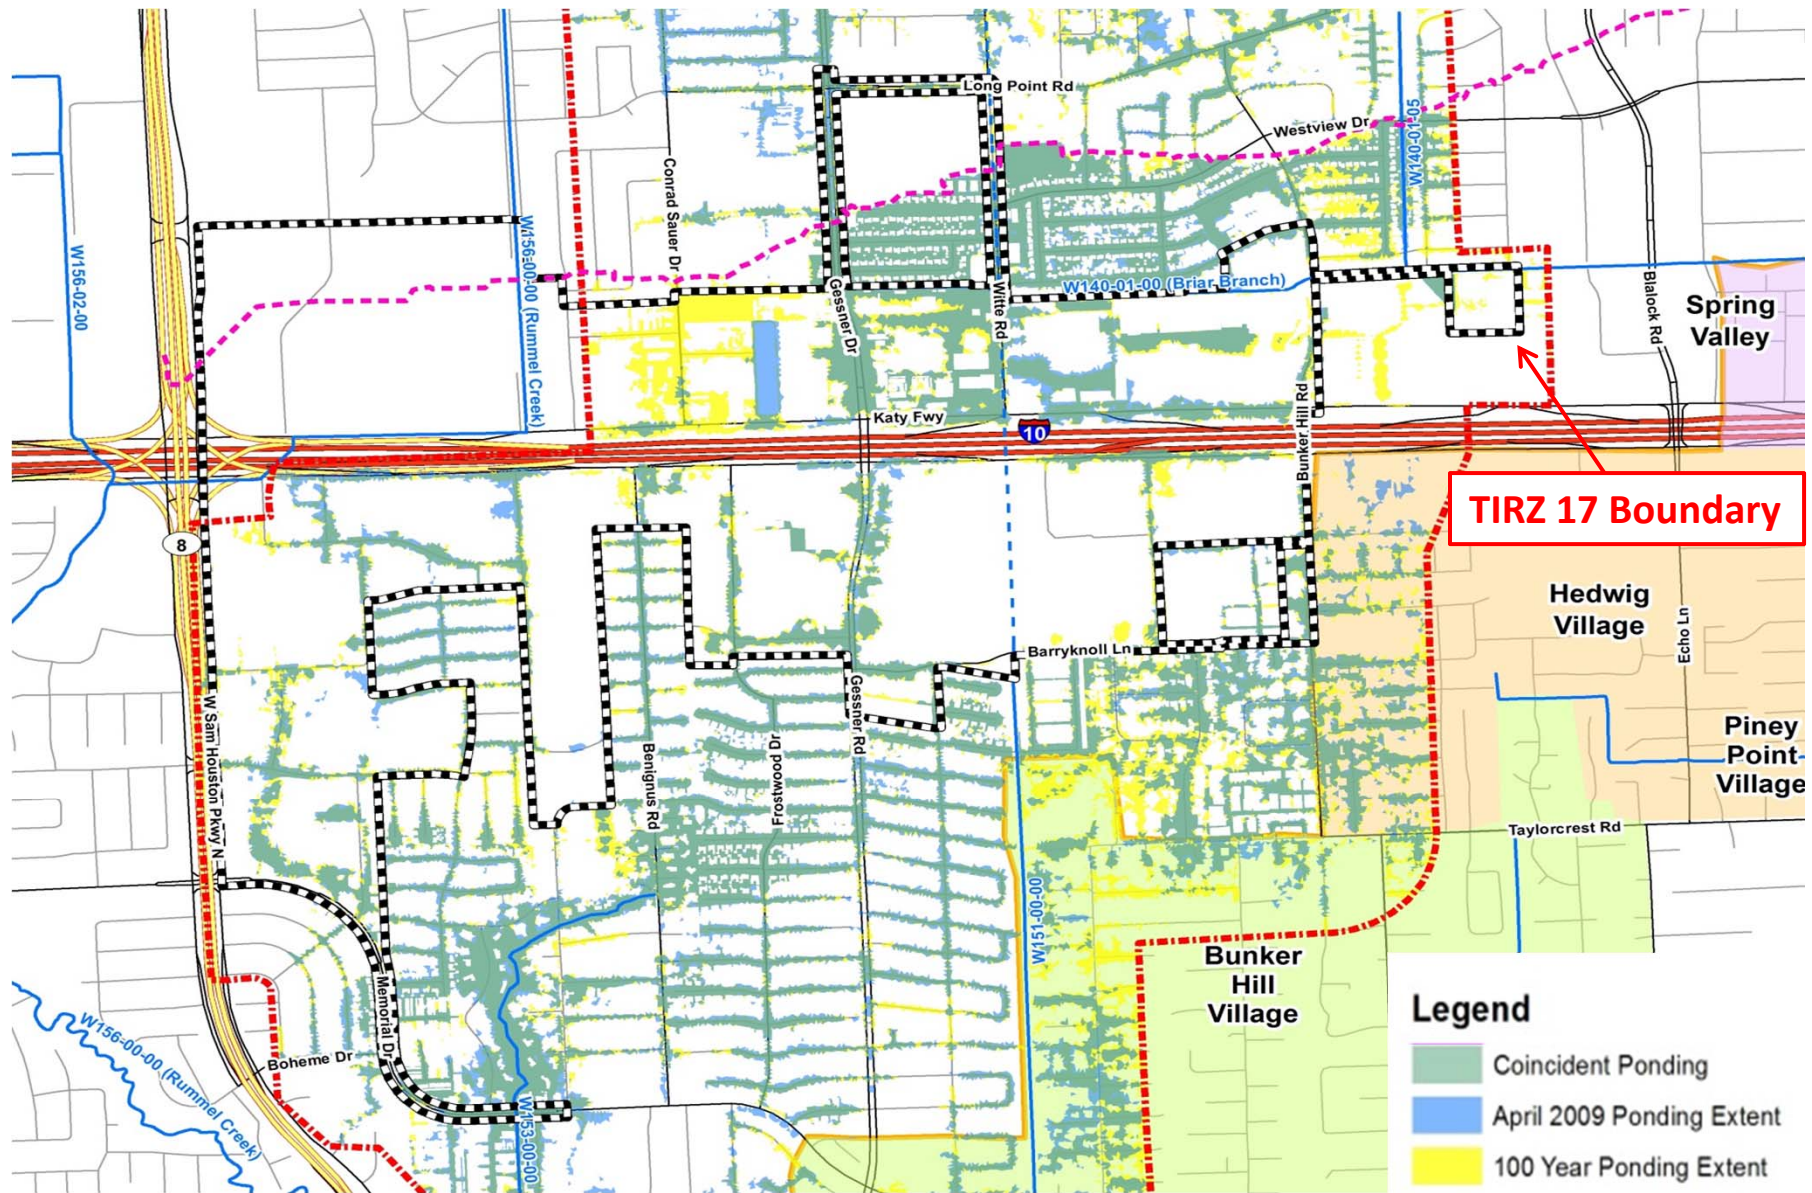 Long Point Rd
Westview Dr
W140-01-05
Conrad Sauer Dr
W156-02-00
W156-00-00 (Rummel Creek)
W140-01-00 (Briar Branch)
Gessner Dr
Witte Rd
Blalock Rd
Spring
Valley
Katy Fwy
10
Bunker Hill Rd
TIRZ 17 Boundary
8
Hedwig
Village
Echo Ln
Barryknoll Ln
W Sam Houston Pkwy N
Gessner Rd
Benignus Rd
Frostwood Dr
Piney
Point
Village
Taylorcrest Rd
W151-00-00
Bunker
Hill
Village
Memorial Dr
Boheme Dr
W156-00-00 (Rummel Creek)
W153-00-00
Legend
Coincident Ponding
April 2009 Ponding Extent
100 Year Ponding Extent